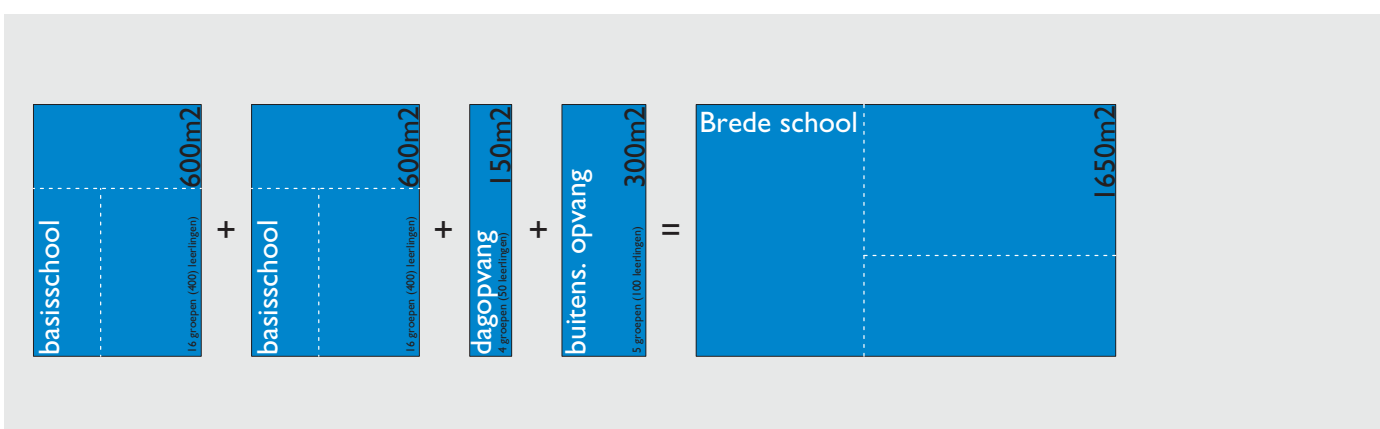 basisschool
600m2
16 groepen (400) leerlingen)
+
basisschool
600m2
16 groepen (400) leerlingen)
+
dagopvang
150m2
4 groepen (50 leerlingen)
+
buitens. opvang
300m2
5 groepen (100 leerlingen)
=
Brede school
1650m2